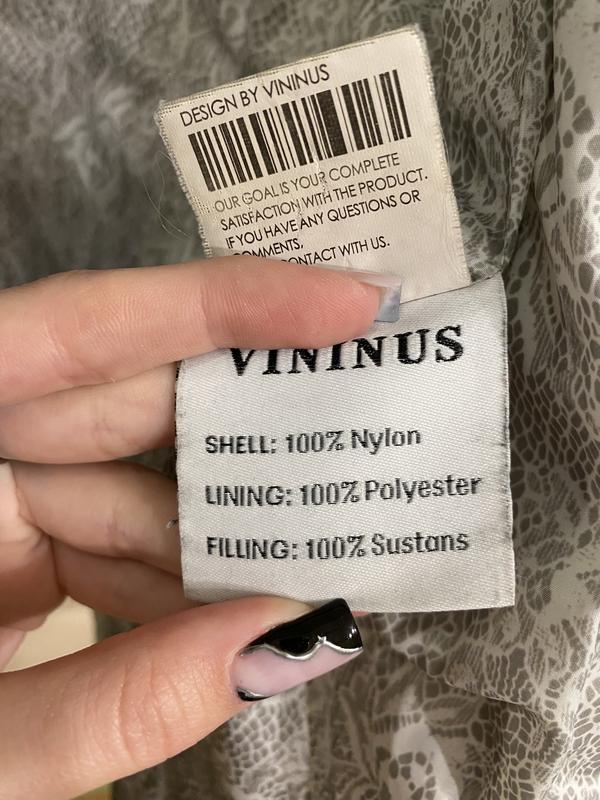 DESIGN BY VININUS
OUR GOAL IS YOUR COMPLETE
SATISFACTION WITH THE PRODUCT.
IF YOU HAVE ANY QUESTIONS OR
COMMENTS,
CONTACT WITH US.
VININUS
SHELL: 100% Nylon
LINING: 100% Polyester
FILLING: 100% Sustans